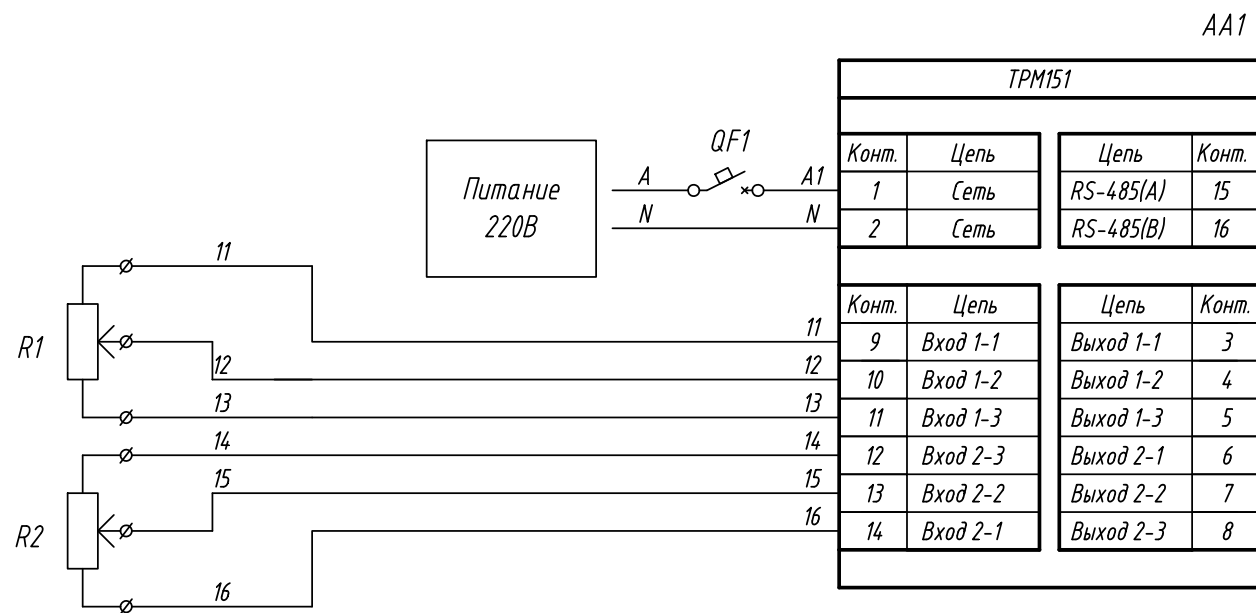 AA1
ТРМ151
QF1
Питание
220В
A
A1
N
N
Конт. Цепь Цепь Конт.
1 Сеть RS-485(A) 15
2 Сеть RS-485(B) 16
Конт. Цепь Цепь Конт.
9 Вход 1-1 Выход 1-1 3
10 Вход 1-2 Выход 1-2 4
11 Вход 1-3 Выход 1-3 5
12 Вход 2-3 Выход 2-1 6
13 Вход 2-2 Выход 2-2 7
14 Вход 2-1 Выход 2-3 8
R1
11 11
12 12
13 13
R2
14 14
15 15
16
16